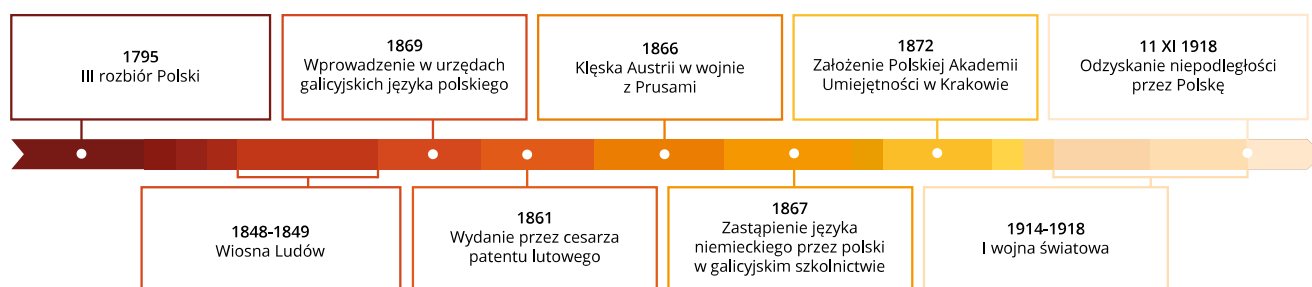 1795
III rozbiór Polski
1869
Wprowadzenie w urzędach
galicyjskich języka polskiego
1866
Klęska Austrii w wojnie
z Prusami
1872
Założenie Polskiej Akademii
Umiejętności w Krakowie
11 XI 1918
Odzyskanie niepodległości
przez Polskę
1848-1849
Wiosna Ludów
1861
Wydanie przez cesarza
patentu lutowego
1867
Zastąpienie języka
niemieckiego przez polski
w galicyjskim szkolnictwie
1914-1918
I wojna światowa